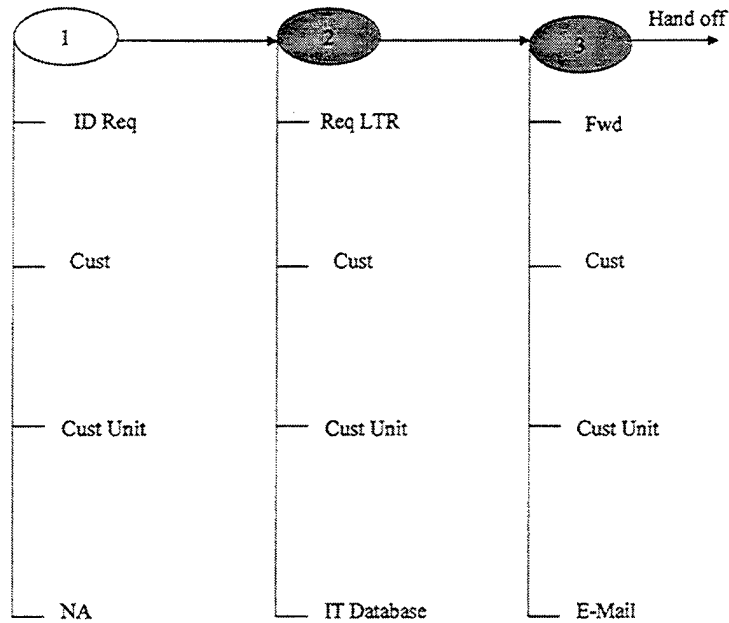 Hand off
1 2 3
ID Req Req LTR Fwd
Cust Cust Cust
Cust Unit Cust Unit Cust Unit
NA IT Database E-Mail